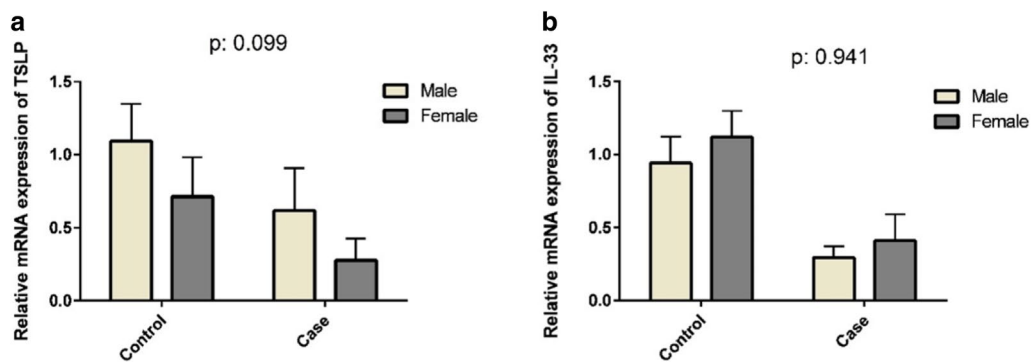 a
p: 0.099
Relative mRNA expression of TSLP
1.5
1.0
0.5
0.0
Male
Female
Control
Case
b
p: 0.941
Relative mRNA expression of IL-33
1.5
1.0
0.5
0.0
Male
Female
Control
Case